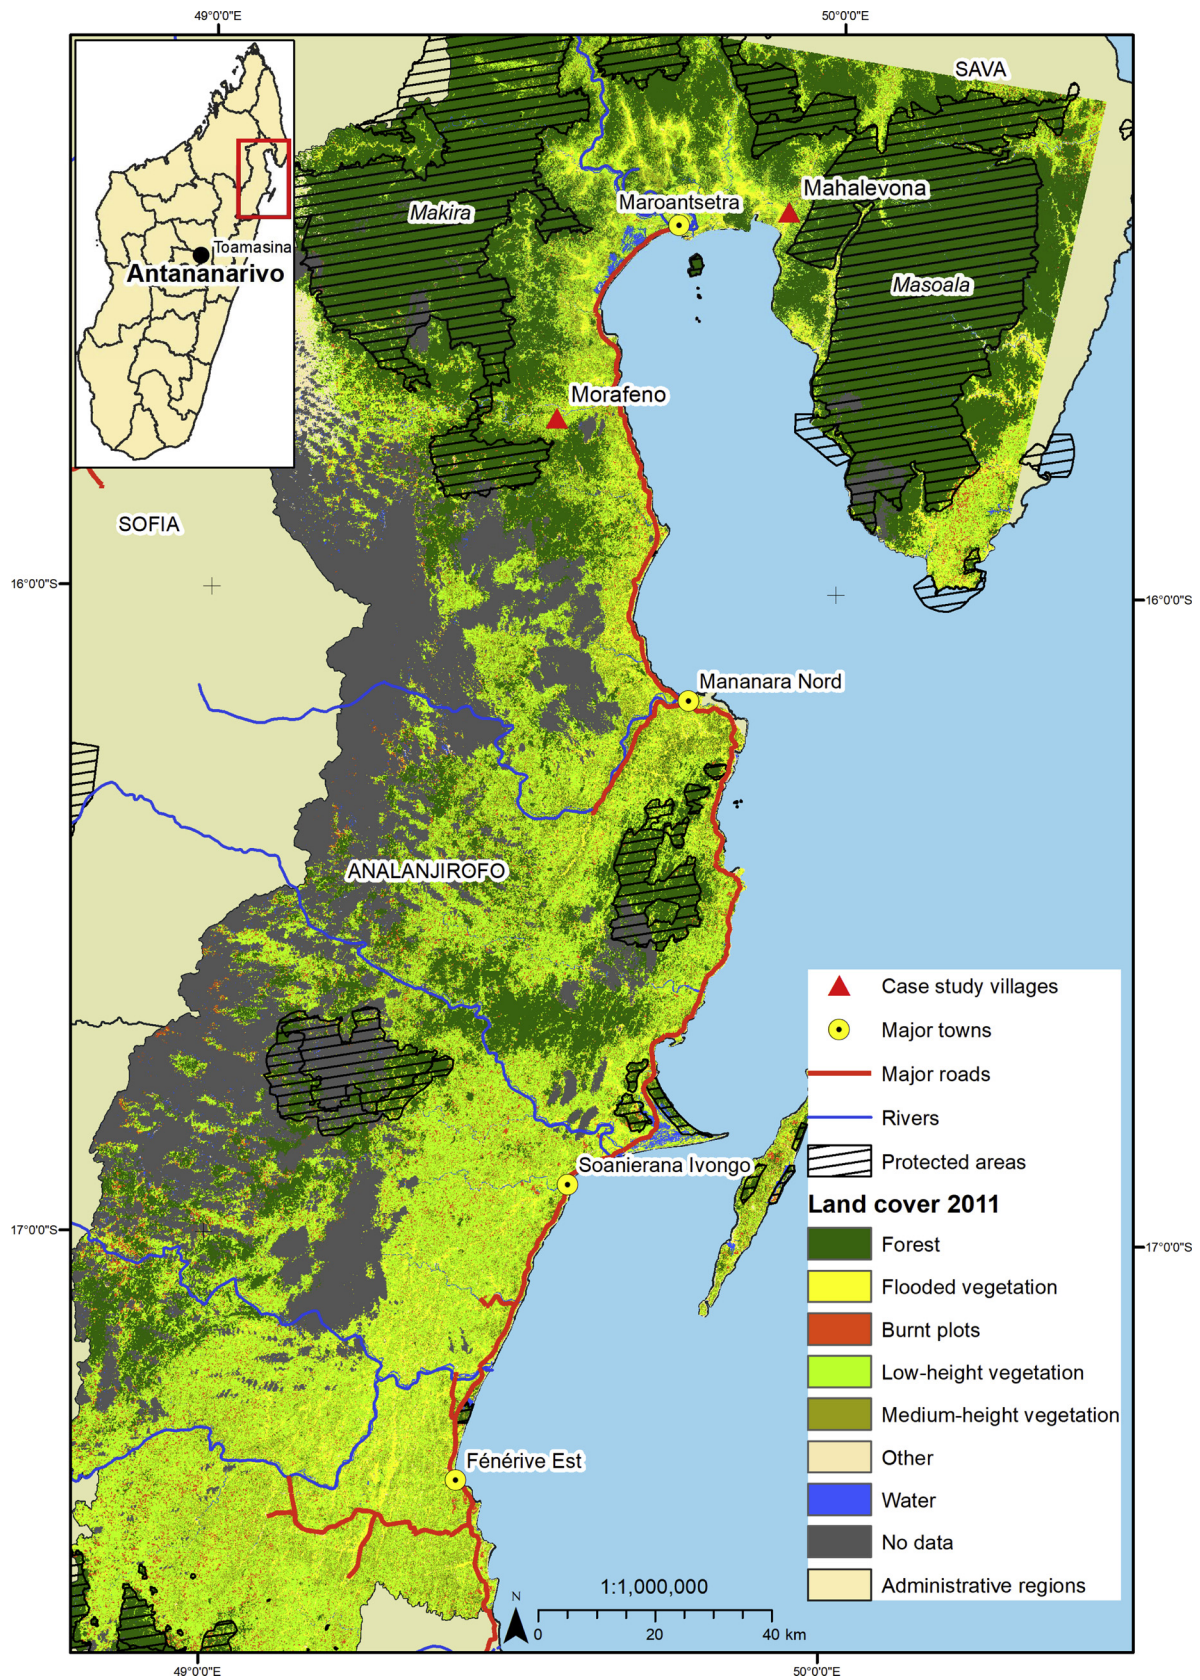 49°0'0"E
50°0'0"E
SAVA
Toamasina
Antananarivo
Makira
Maroantsetra
Mahalevona
Masoala
Morafeno
SOFIA
16°0'0"S
16°0'0"S
Mananara Nord
ANALANJIROFO
Soanierana Ivongo
17°0'0"S
17°0'0"S
Fénérive Est
Case study villages
Major towns
Major roads
Rivers
Protected areas
Land cover 2011
Forest
Flooded vegetation
Burnt plots
Low-height vegetation
Medium-height vegetation
Other
Water
No data
Administrative regions
1:1,000,000
N
0 20 40 km
49°0'0"E
50°0'0"E